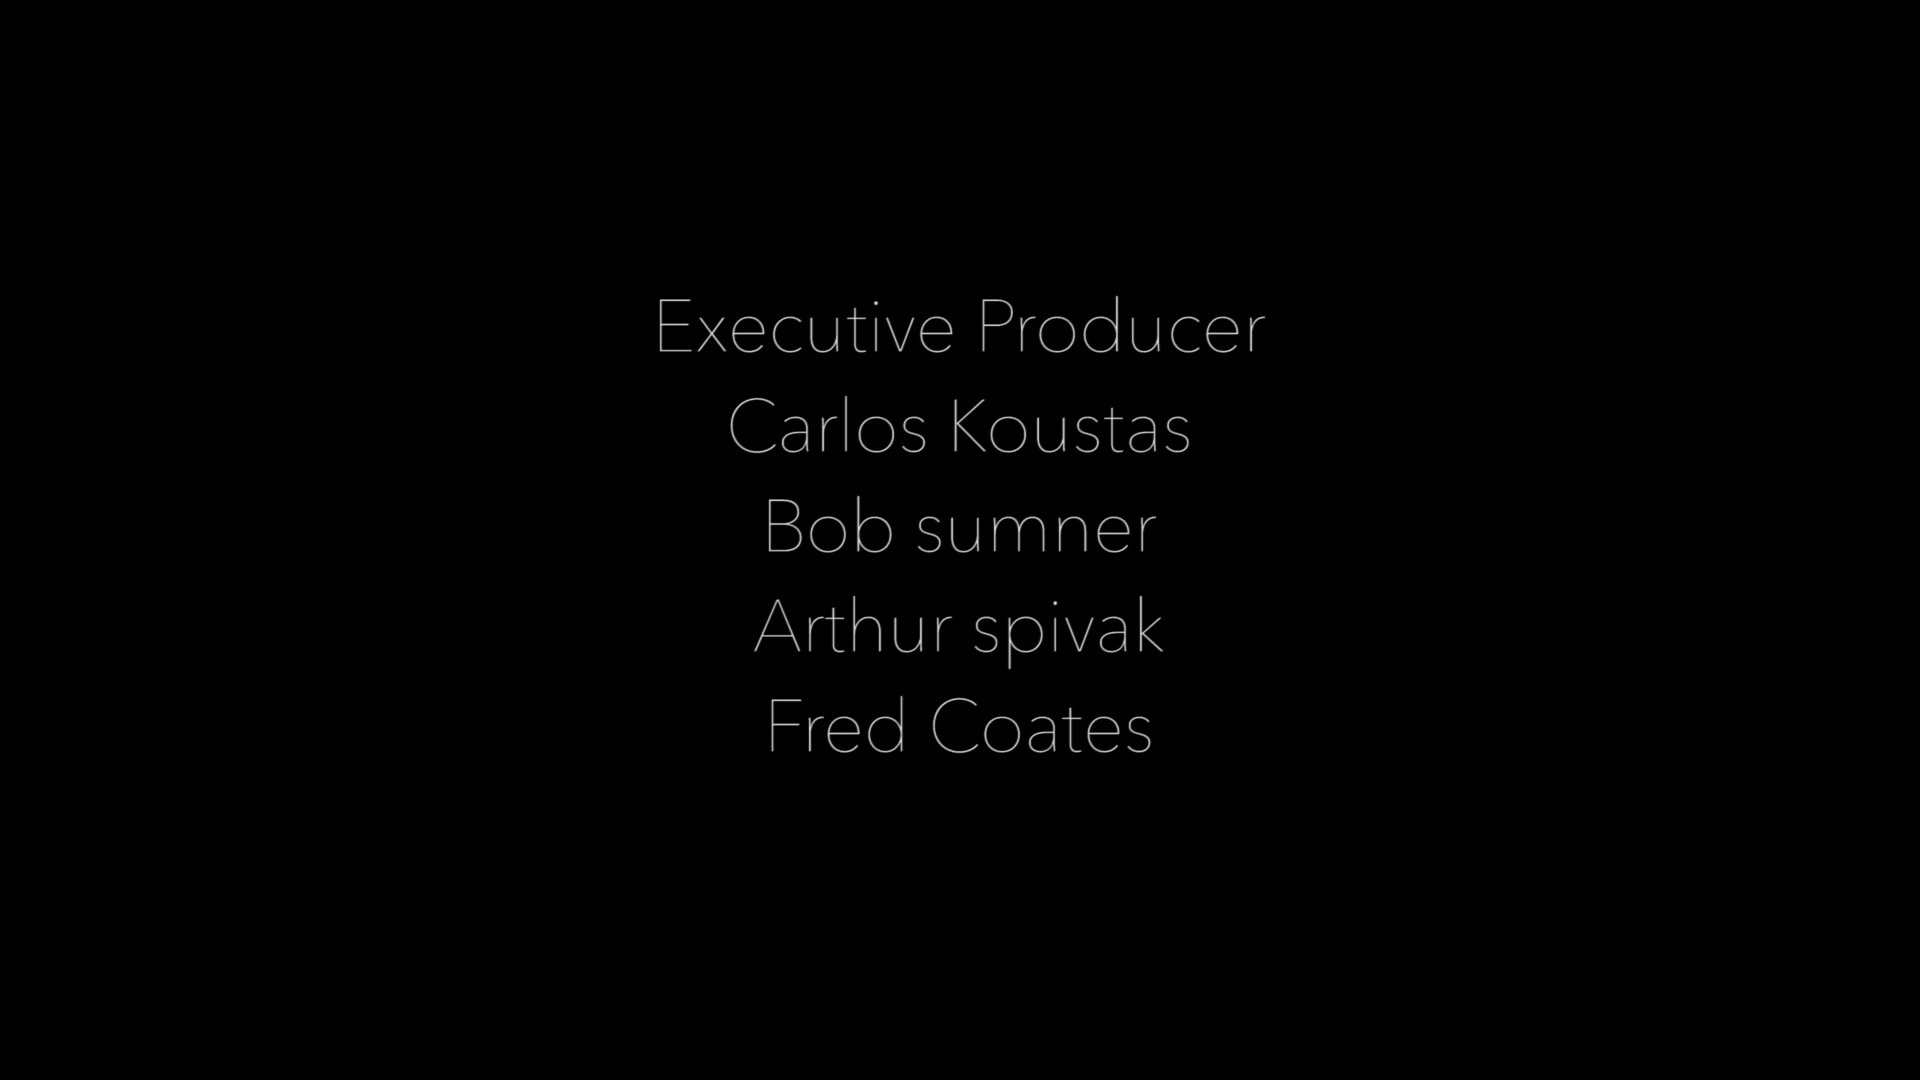 Executive Producer
Carlos Koustas
Bob sumner
Arthur spivak
Fred Coates